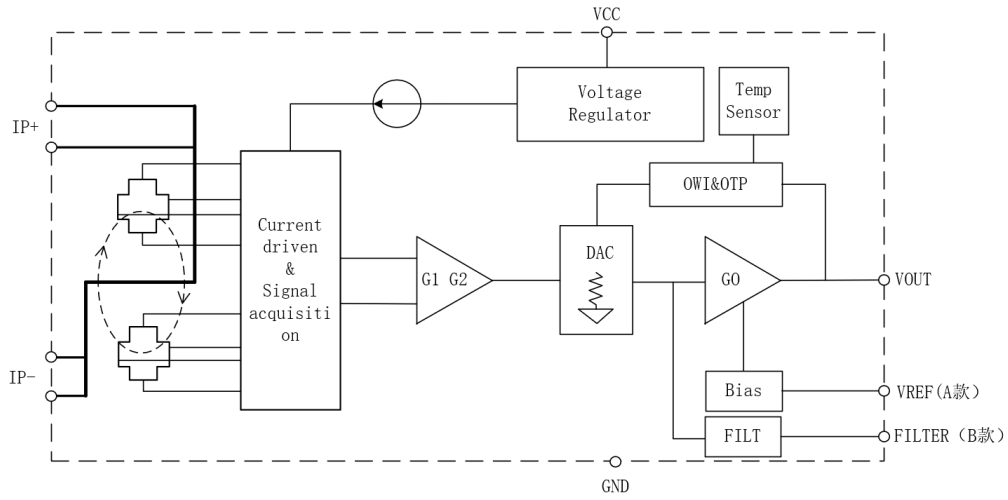 VCC
IP+
Voltage
Regulator
Temp
Sensor
OWI&OTP
Current
driven
&
Signal
acquisiti
on
G1 G2
DAC
GO
VOUT
IP-
Bias
VREF(A款)
FILT
FILTER (B款)
GND